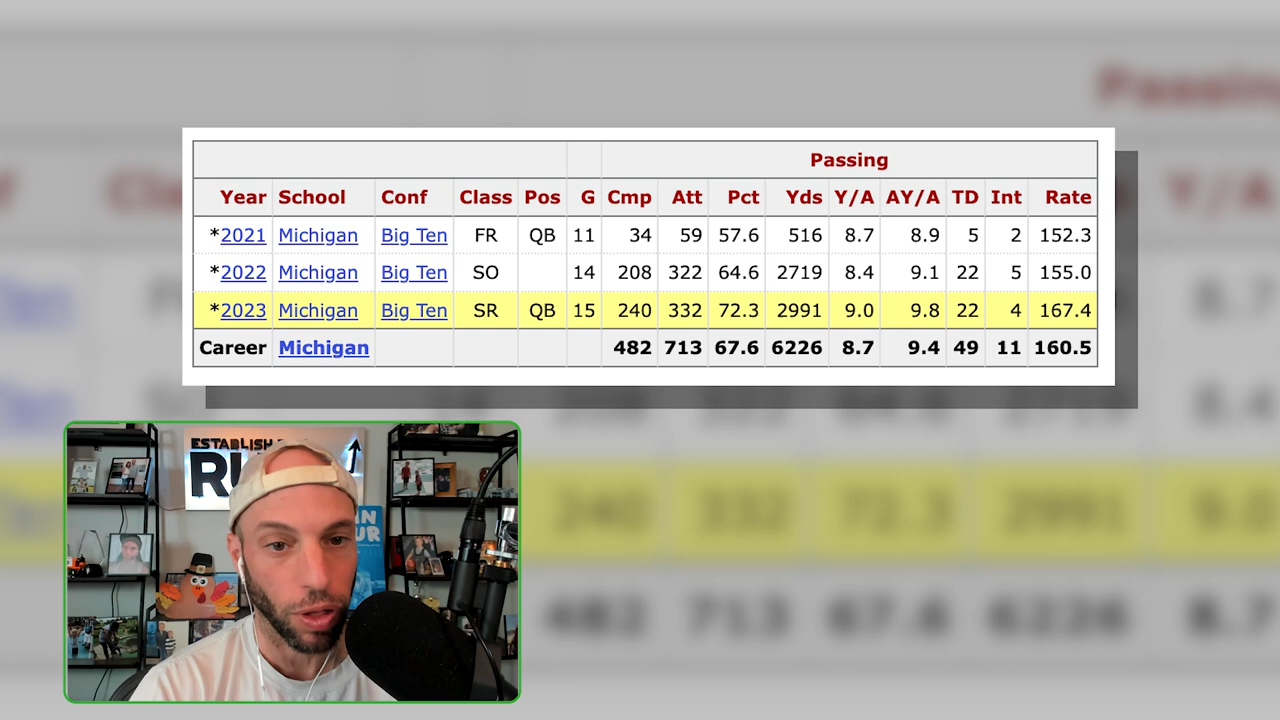 Passing
Year School Conf Class Pos G Cmp Att Pct Yds Y/A AY/A TD Int Rate
*2021 Michigan Big Ten FR QB 11 34 59 57.6 516 8.7 8.9 5 2 152.3
*2022 Michigan Big Ten SO 14 208 322 64.6 2719 8.4 9.1 22 5 155.0
*2023 Michigan Big Ten SR QB 15 240 332 72.3 2991 9.0 9.8 22 4 167.4
Career Michigan 482 713 67.6 6226 8.7 9.4 49 11 160.5
ESTABLISH